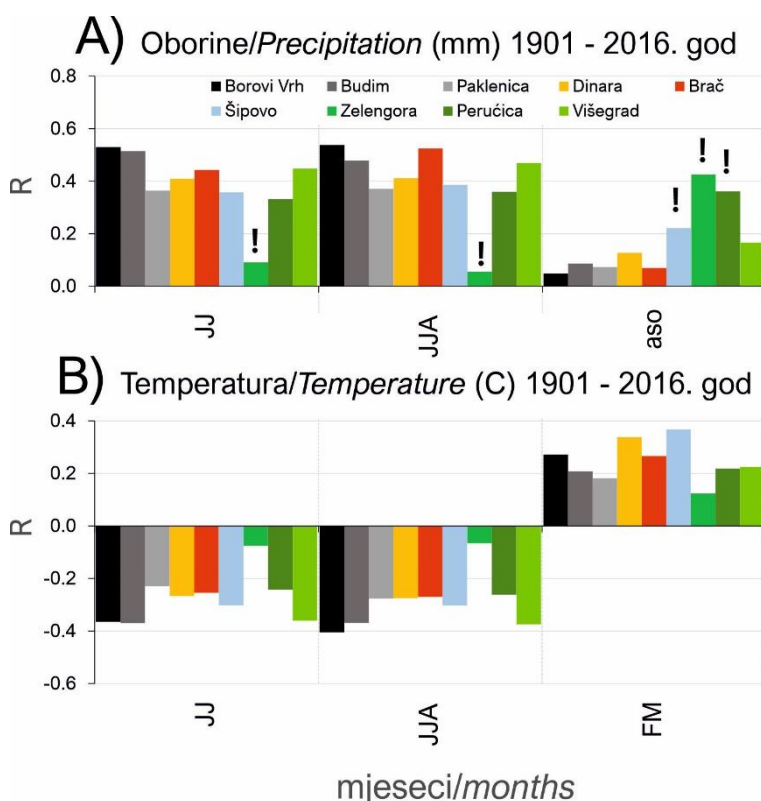 A) Oborine/Precipitation (mm) 1901 - 2016. god
0.8
Borovi Vrh Budim Paklenica Dinara Brač
Šipovo Zelengora Perućica Višegrad
0.6
0.4
0.2
0.0
R
! ! ! ! !
JJ JJA aso
B) Temperatura/Temperature (C) 1901 - 2016. god
0.4
0.2
0.0
-0.2
-0.4
-0.6
R
JJ JJA FM
mjeseci/months